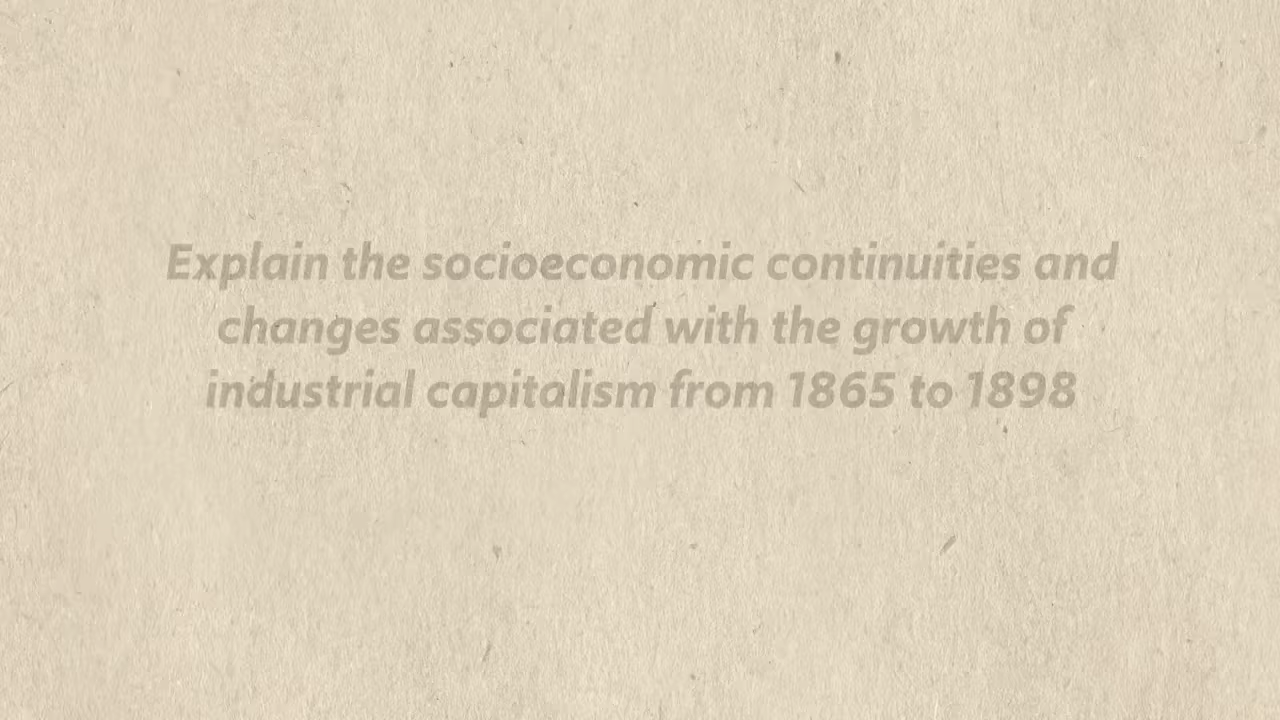 Explain the socioeconomic continuities and
changes associated with the growth of
industrial capitalism from 1865 to 1898